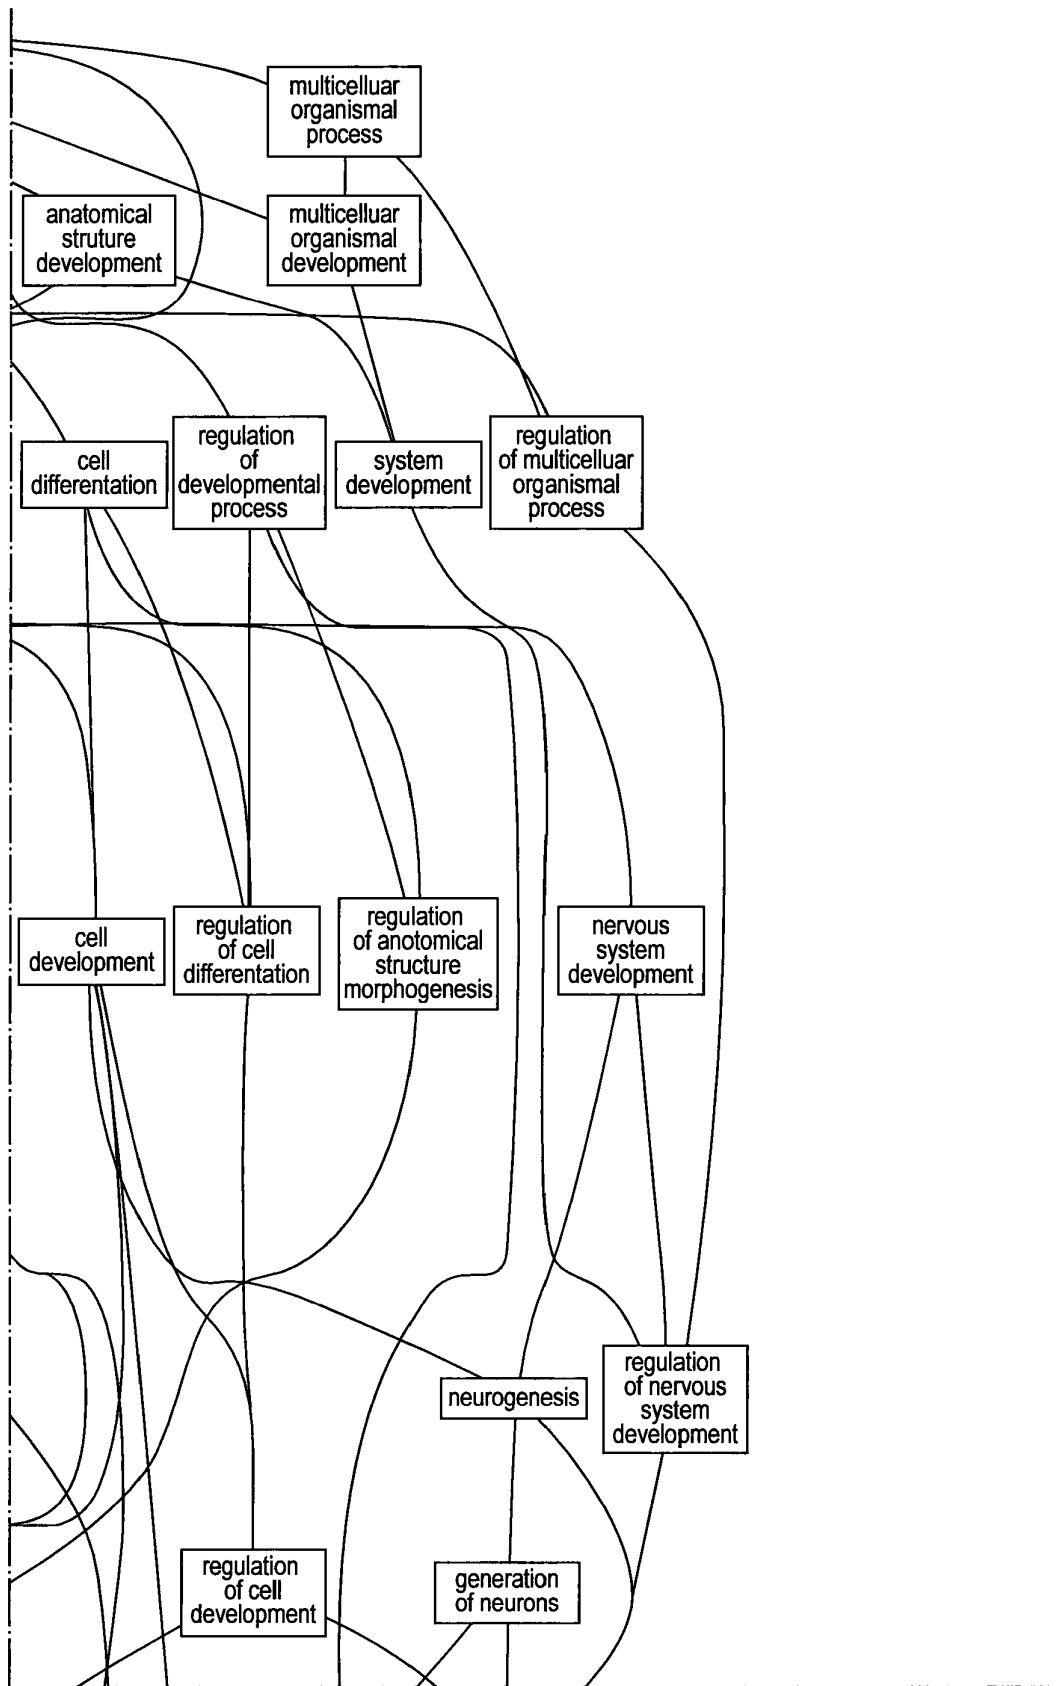 multicelluar
organismal
process
anatomical
struture
development
multicelluar
organismal
development
cell
differentation
regulation
of
developmental
process
system
development
regulation
of multicelluar
organismal
process
cell
development
regulation
of cell
differentation
regulation
of anotomical
structure
morphogenesis
nervous
system
development
neurogenesis
regulation
of nervous
system
development
regulation
of cell
development
generation
of neurons